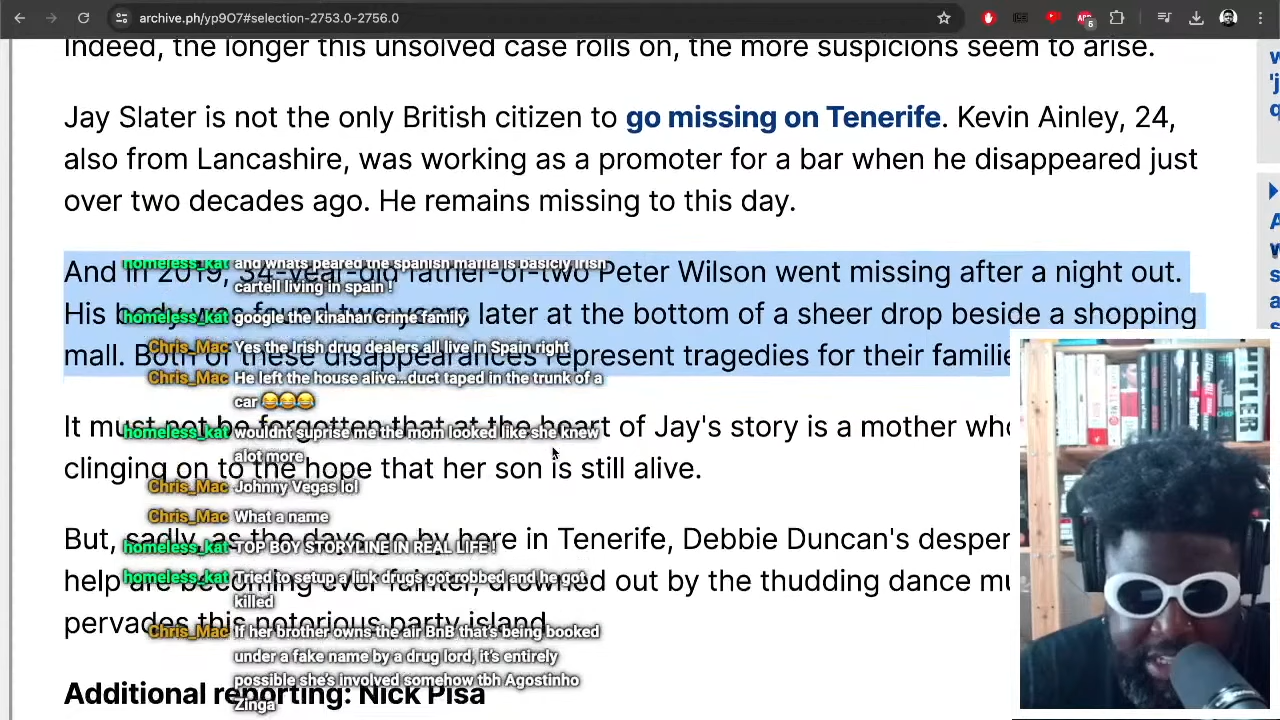 archive.ph/yp9O7#selection-2753.0-2756.0
6
Indeed, the longer this unsolved case rolls on, the more suspicions seem to arise.
Jay Slater is not the only British citizen to go missing on Tenerife. Kevin Ainley, 24,
also from Lancashire, was working as a promoter for a bar when he disappeared just
over two decades ago. He remains missing to this day.
And in 2019, 34-year-old father-of-two Peter Wilson went missing after a night out.
His body was found two years later at the bottom of a sheer drop beside a shopping
mall. Both of these disappearances represent tragedies for their familie
It must not be forgotten that at the heart of Jay's story is a mother who
clinging on to the hope that her son is still alive.
But, sadly, as the days go by here in Tenerife, Debbie Duncan's desper
help are becoming ever fainter, drowned out by the thudding dance mu
pervades this notorious party island.
Additional reporting: Nick Pisa
homeless_kat and whats peared the spanish mafia is basicly irish
cartell living in spain !
homeless_kat google the kinahan crime family
Chris_Mac Yes the Irish drug dealers all live in Spain right
Chris_Mac He left the house alive…duct taped in the trunk of a
car 😂😂😂
homeless_kat wouldnt suprise me the mom looked like she knew
alot more
Chris_Mac Johnny Vegas lol
Chris_Mac What a name
homeless_kat TOP BOY STORYLINE IN REAL LIFE !
homeless_kat Tried to setup a link drugs got robbed and he got
killed
Chris_Mac If her brother owns the air BnB that's being booked
under a fake name by a drug lord, it's entirely
possible she's involved somehow tbh Agostinho
Zinga
HITLER